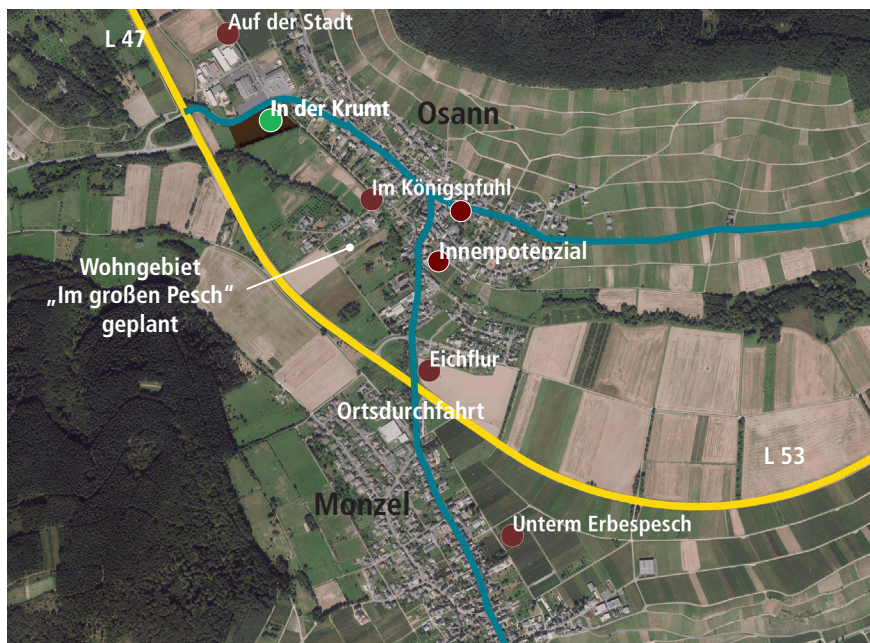 Auf der Stadt
L 47
In der Krumt
Osann
Im Königspfuhl
Innenpotenzial
Wohngebiet
„Im großen Pesch“
geplant
Eichflur
Ortsdurchfahrt
L 53
Monzel
Unterm Erbespesch